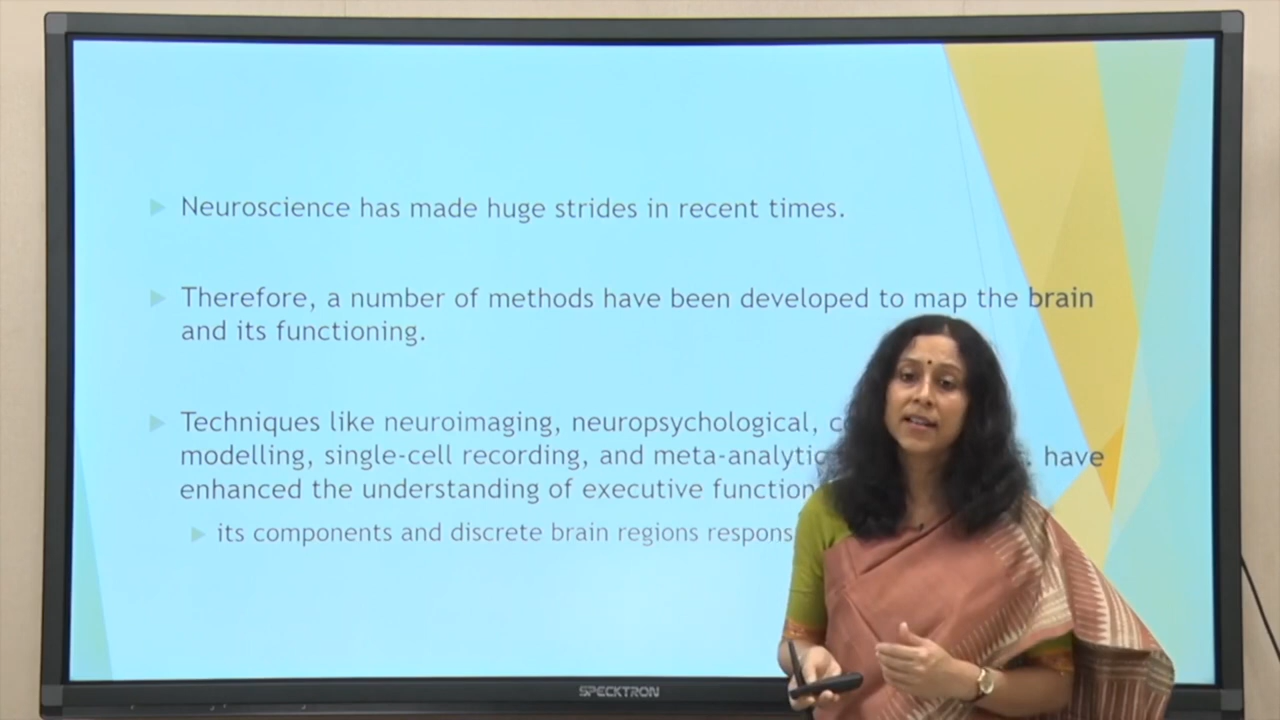 Neuroscience has made huge strides in recent times.
Therefore, a number of methods have been developed to map the brain
and its functioning.
Techniques like neuroimaging, neuropsychological,
modelling, single-cell recording, and have
enhanced the understanding of executive
its components and discrete brain regions
SPECKTRON